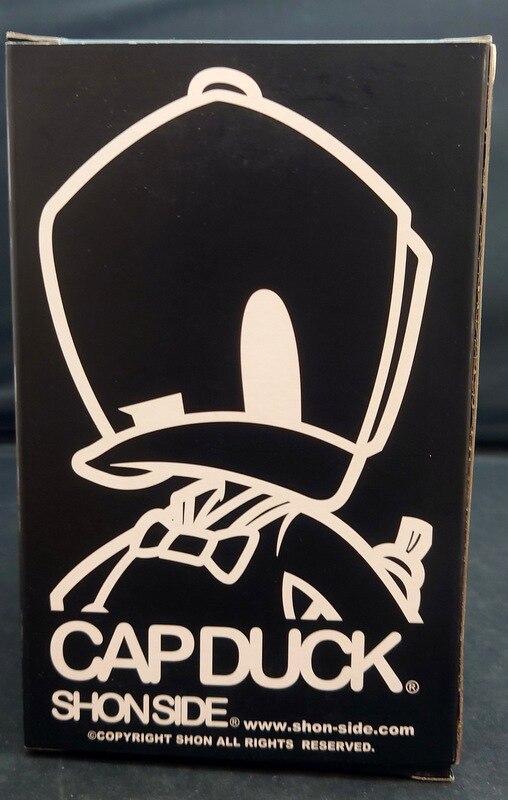 CAPDUCK®
SHONSIDE® www.shon-side.com
©COPYRIGHT SHON ALL RIGHTS RESERVED.